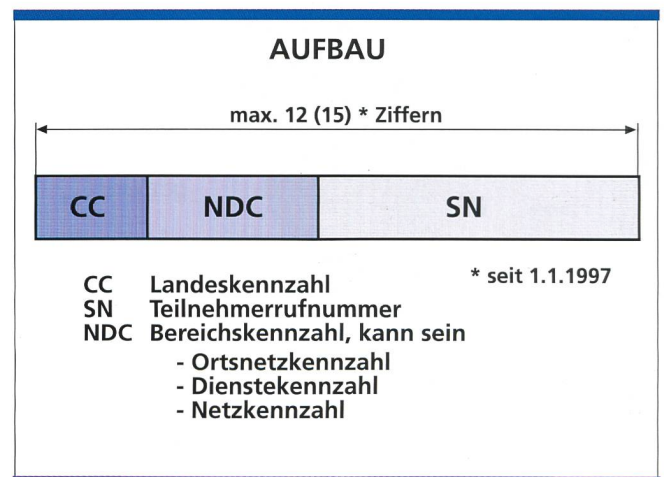 AUFBAU
max. 12 (15) * Ziffern
CC NDC SN
* seit 1.1.1997
CC Landeskennzahl
SN Teilnehmerrufnummer
NDC Bereichskennzahl, kann sein
- Ortsnetzkennzahl
- Dienstekennzahl
- Netzkennzahl